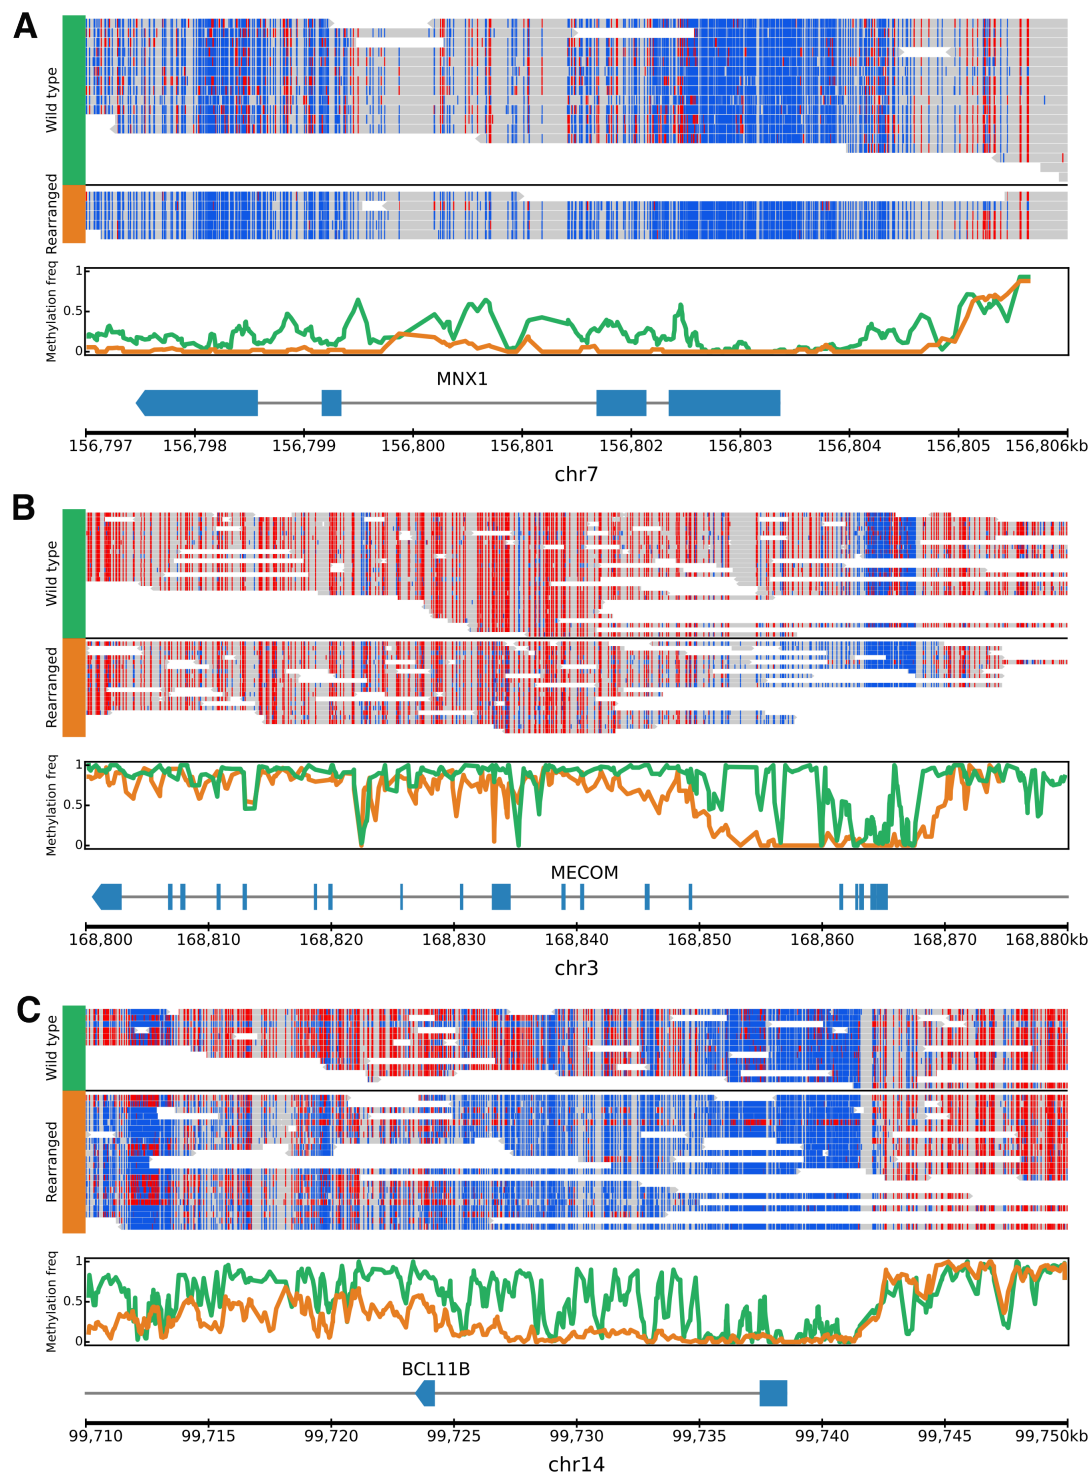 A
Wild type
Rearranged
Methylation freq
1
0.5
0
MNX1
156,797 156,798 156,799 156,800 156,801 156,802 156,803 156,804 156,805 156,806kb
chr7
B
Wild type
Rearranged
Methylation freq
1
0.5
0
MECOM
168,800 168,810 168,820 168,830 168,840 168,850 168,860 168,870 168,880kb
chr3
C
Wild type
Rearranged
Methylation freq
1
0.5
0
BCL11B
99,710 99,715 99,720 99,725 99,730 99,735 99,740 99,745 99,750kb
chr14